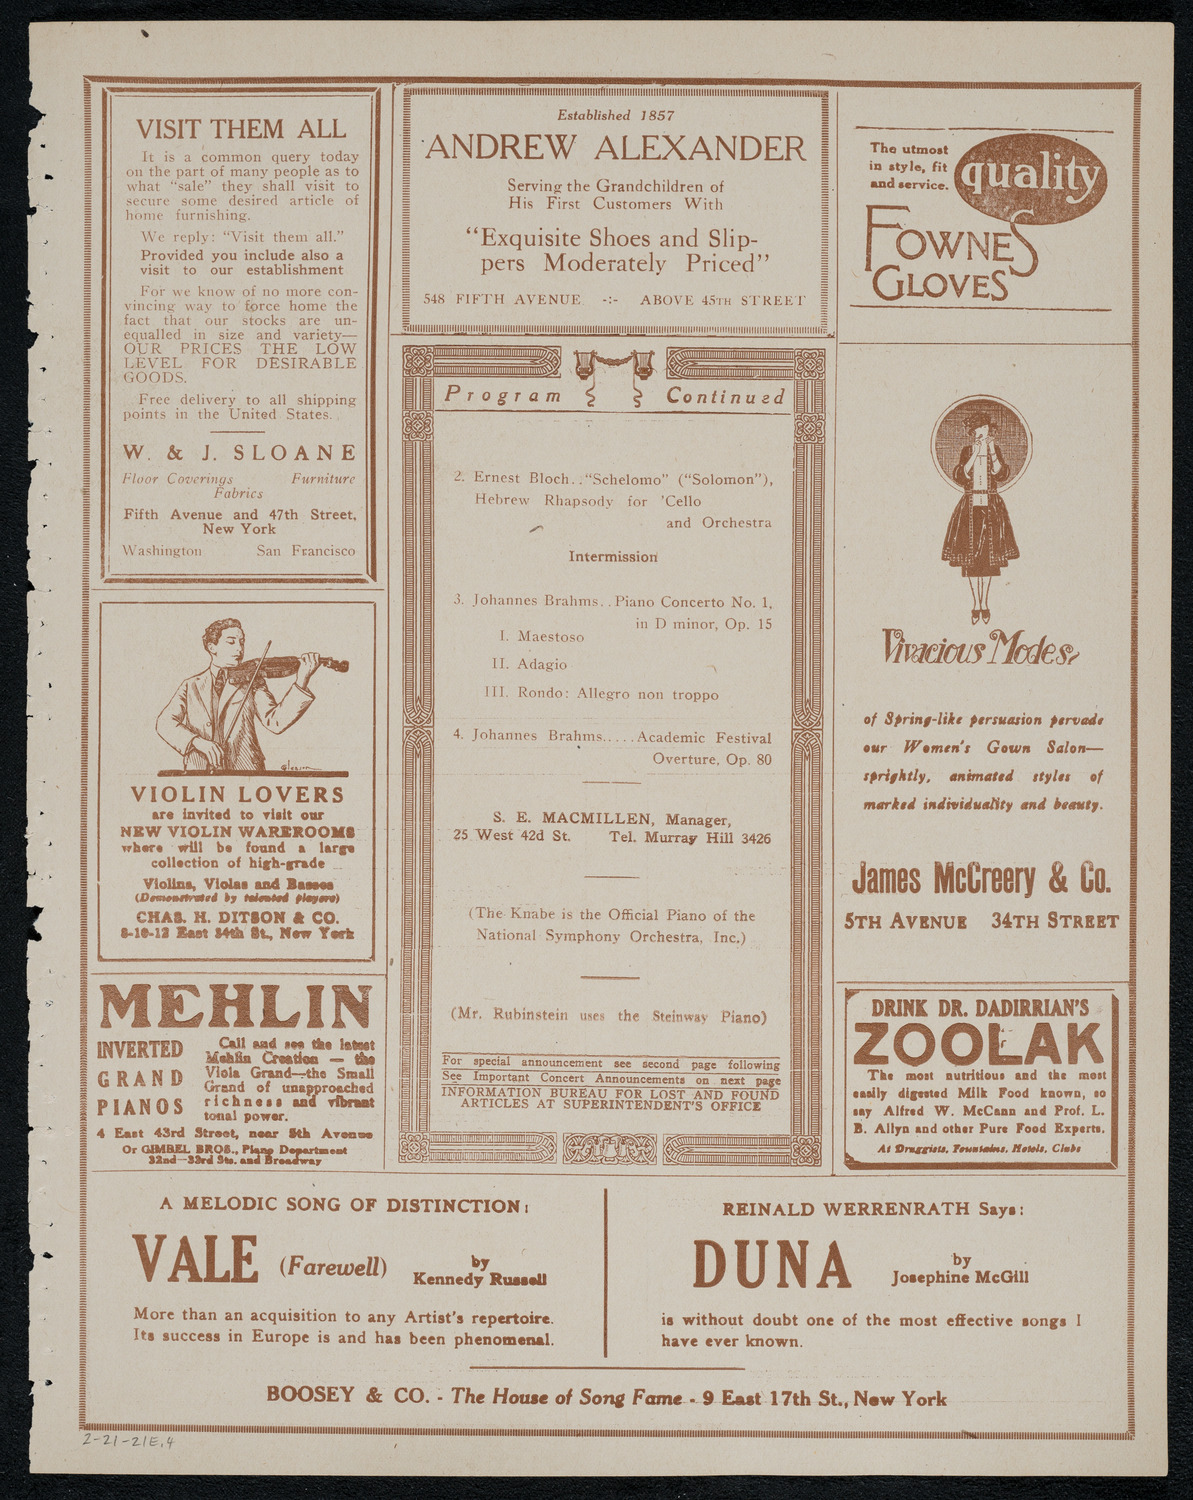 VISIT THEM ALL
It is a common query today
on the part of many people as to
what “sale” they shall visit to
secure some desired article of
home furnishing.
We reply: “Visit them all.”
Provided you include also a
visit to our establishment
For we know of no more con-
vincing way to force home the
fact that our stocks are un-
equalled in size and variety—
OUR PRICES THE LOW
LEVEL FOR DESIRABLE
GOODS.
Free delivery to all shipping
points in the United States.
W. & J. SLOANE
Floor Coverings Furniture
Fabrics
Fifth Avenue and 47th Street,
New York
Washington San Francisco
VIOLIN LOVERS
are invited to visit our
NEW VIOLIN WAREROOMS
where will be found a large
collection of high-grade
Violins, Violas and Basses
(Demonstrated by talented players)
CHAS. H. DITSON & CO.
8-10-12 East 34th St., New York
MEHLIN
INVERTED
GRAND
PIANOS
Call and see the latest
Mehlin Creation — the
Viola Grand—the Small
Grand of unapproached
richness and vibrant
tonal power.
4 East 43rd Street, near 5th Avenue
Or GIMBEL BROS., Piano Department
32nd—33rd Sts. and Broadway
Established 1857
ANDREW ALEXANDER
Serving the Grandchildren of
His First Customers With
“Exquisite Shoes and Slip-
pers Moderately Priced”
548 FIFTH AVENUE -:- ABOVE 45TH STREET
Program Continued
2. Ernest Bloch..“Schelomo” (“Solomon”),
Hebrew Rhapsody for 'Cello
and Orchestra
Intermission
3. Johannes Brahms..Piano Concerto No. 1,
in D minor, Op. 15
I. Maestoso
II. Adagio
III. Rondo: Allegro non troppo
4. Johannes Brahms.....Academic Festival
Overture, Op. 80
S. E. MACMILLEN, Manager,
25 West 42d St. Tel. Murray Hill 3426
(The Knabe is the Official Piano of the
National Symphony Orchestra, Inc.)
(Mr. Rubinstein uses the Steinway Piano)
For special announcement see second page following
See Important Concert Announcements on next page
INFORMATION BUREAU FOR LOST AND FOUND
ARTICLES AT SUPERINTENDENT'S OFFICE
The utmost
in style, fit
and service.
quality
FOWNES
GLOVES
Vivacious Modes
of Spring-like persuasion pervade
our Women's Gown Salon—
sprightly, animated styles of
marked individuality and beauty.
James McCreery & Co.
5TH AVENUE 34TH STREET
DRINK DR. DADIRRIAN'S
ZOOLAK
The most nutritious and the most
easily digested Milk Food known, so
say Alfred W. McCann and Prof. L.
B. Allyn and other Pure Food Experts.
At Druggists, Fountains, Hotels, Clubs
A MELODIC SONG OF DISTINCTION:
VALE (Farewell) by
Kennedy Russell
More than an acquisition to any Artist's repertoire.
Its success in Europe is and has been phenomenal.
REINALD WERRENRATH Says:
DUNA by
Josephine McGill
is without doubt one of the most effective songs I
have ever known.
BOOSEY & CO. - The House of Song Fame - 9 East 17th St., New York
2-21-21E.4